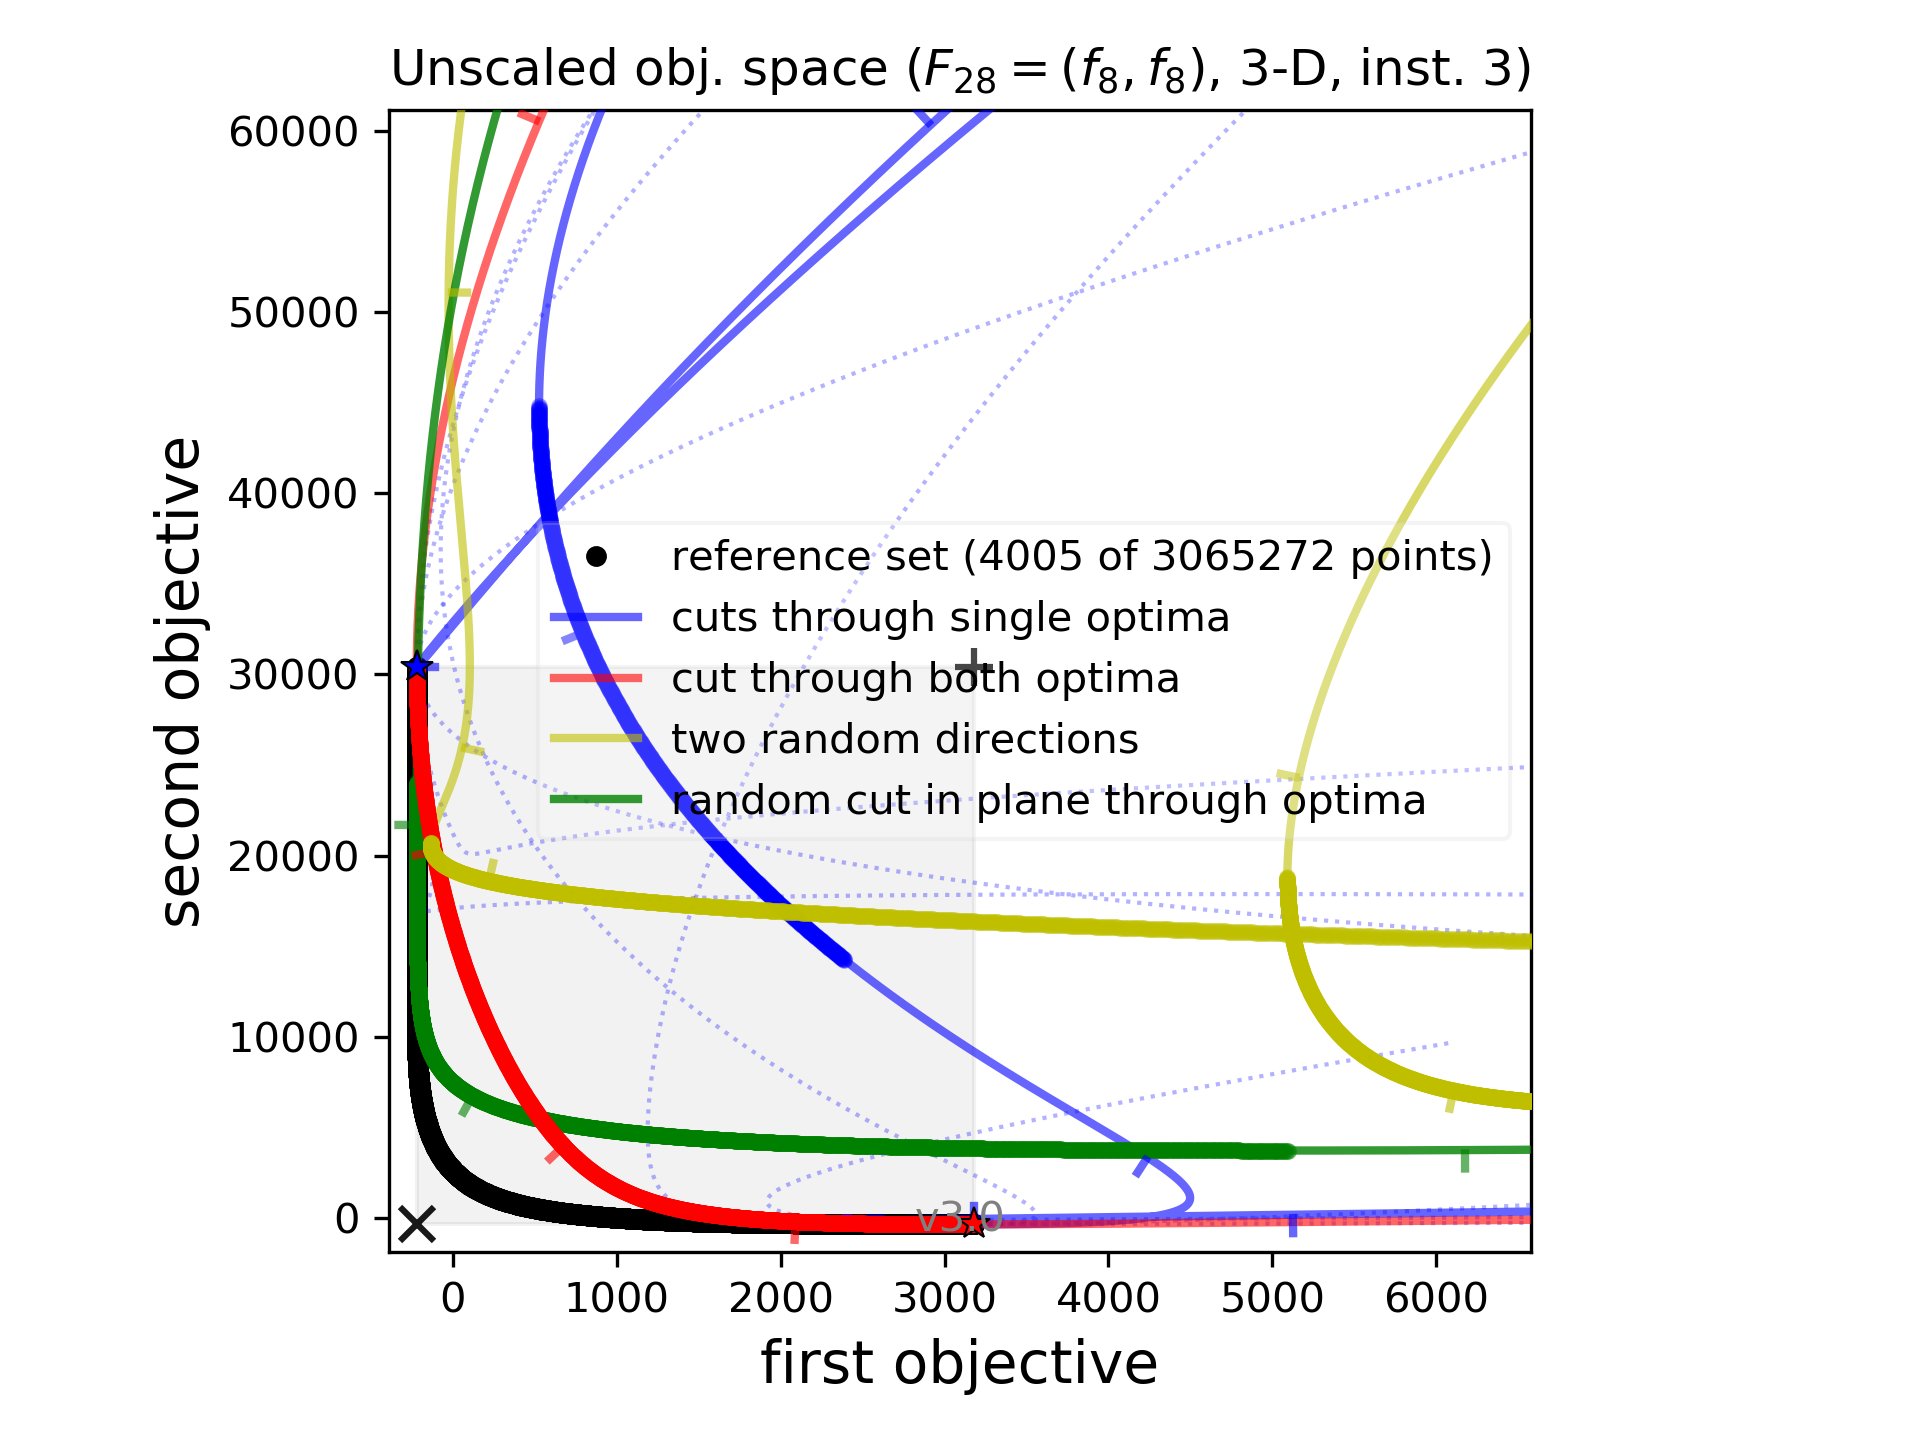 Unscaled obj. space (F₂₈ = (f₈, f₈), 3-D, inst. 3)
60000
50000
40000
30000
20000
10000
0
second objective
reference set (4005 of 3065272 points)
cuts through single optima
cut through both optima
two random directions
random cut in plane through optima
v3.0
0 1000 2000 3000 4000 5000 6000
first objective